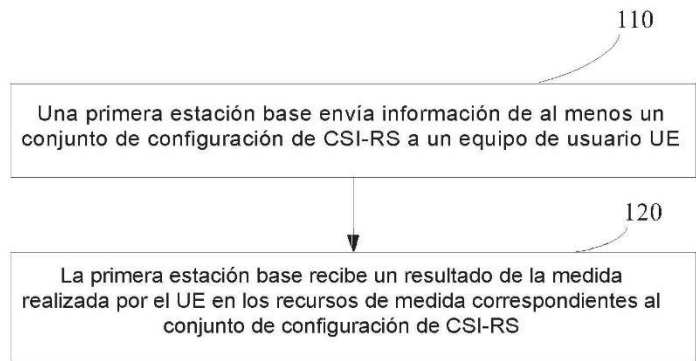 110
Una primera estación base envía información de al menos un
conjunto de configuración de CSI-RS a un equipo de usuario UE
120
La primera estación base recibe un resultado de la medida
realizada por el UE en los recursos de medida correspondientes al
conjunto de configuración de CSI-RS